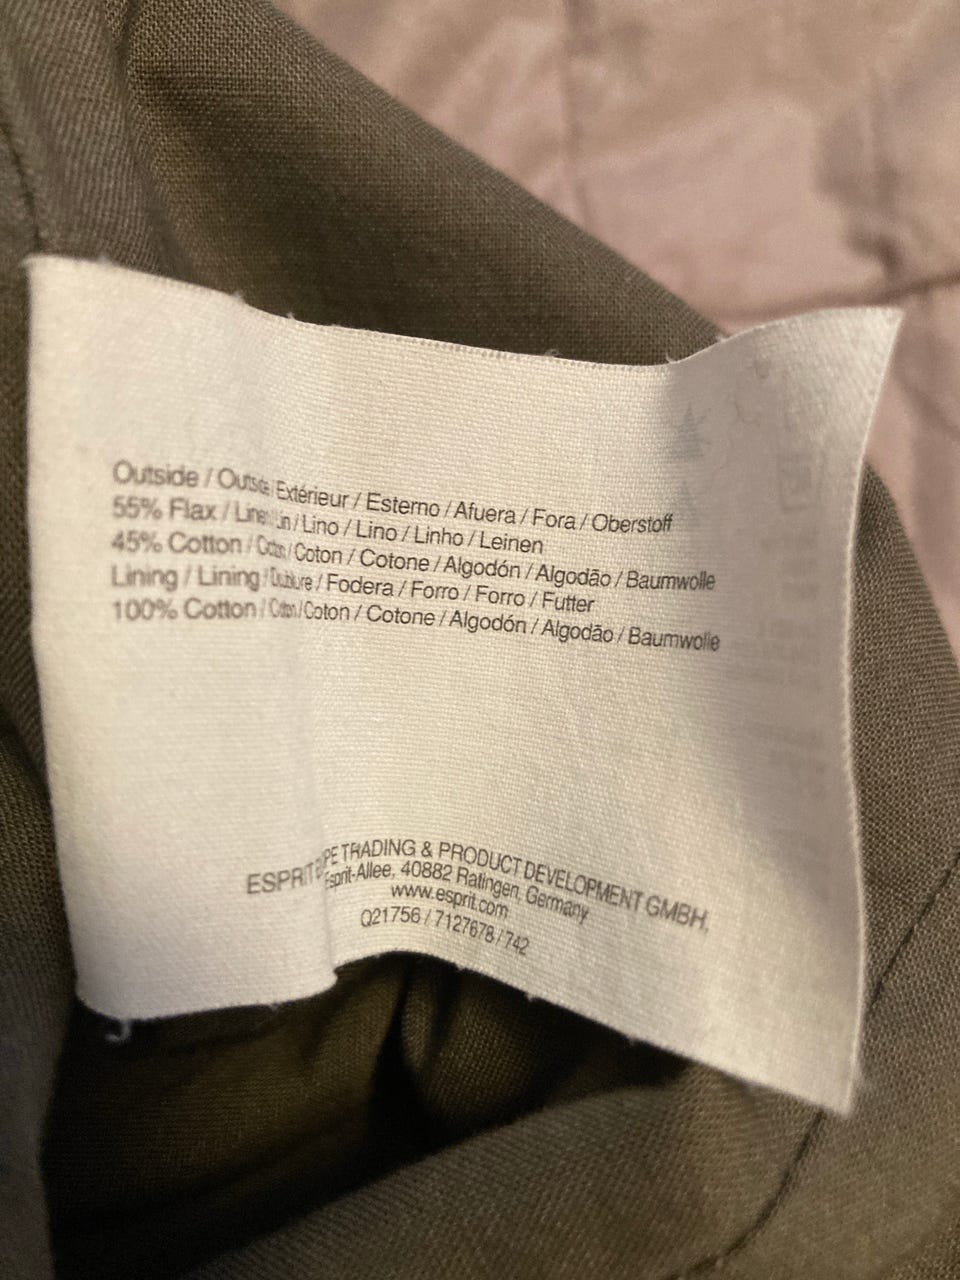 Outside / Outside / Extérieur / Esterno / Afuera / Fora / Oberstoff
55% Flax / Linen / Lin / Lino / Lino / Linho / Leinen
45% Cotton / Cotton / Coton / Cotone / Algodón / Algodão / Baumwolle
Lining / Lining / Doublure / Fodera / Forro / Forro / Futter
100% Cotton / Cotton / Coton / Cotone / Algodón / Algodão / Baumwolle
ESPRIT EUROPE TRADING & PRODUCT DEVELOPMENT GMBH,
Esprit-Allee, 40882 Ratingen, Germany
www.esprit.com
Q21756 / 7127678 / 742